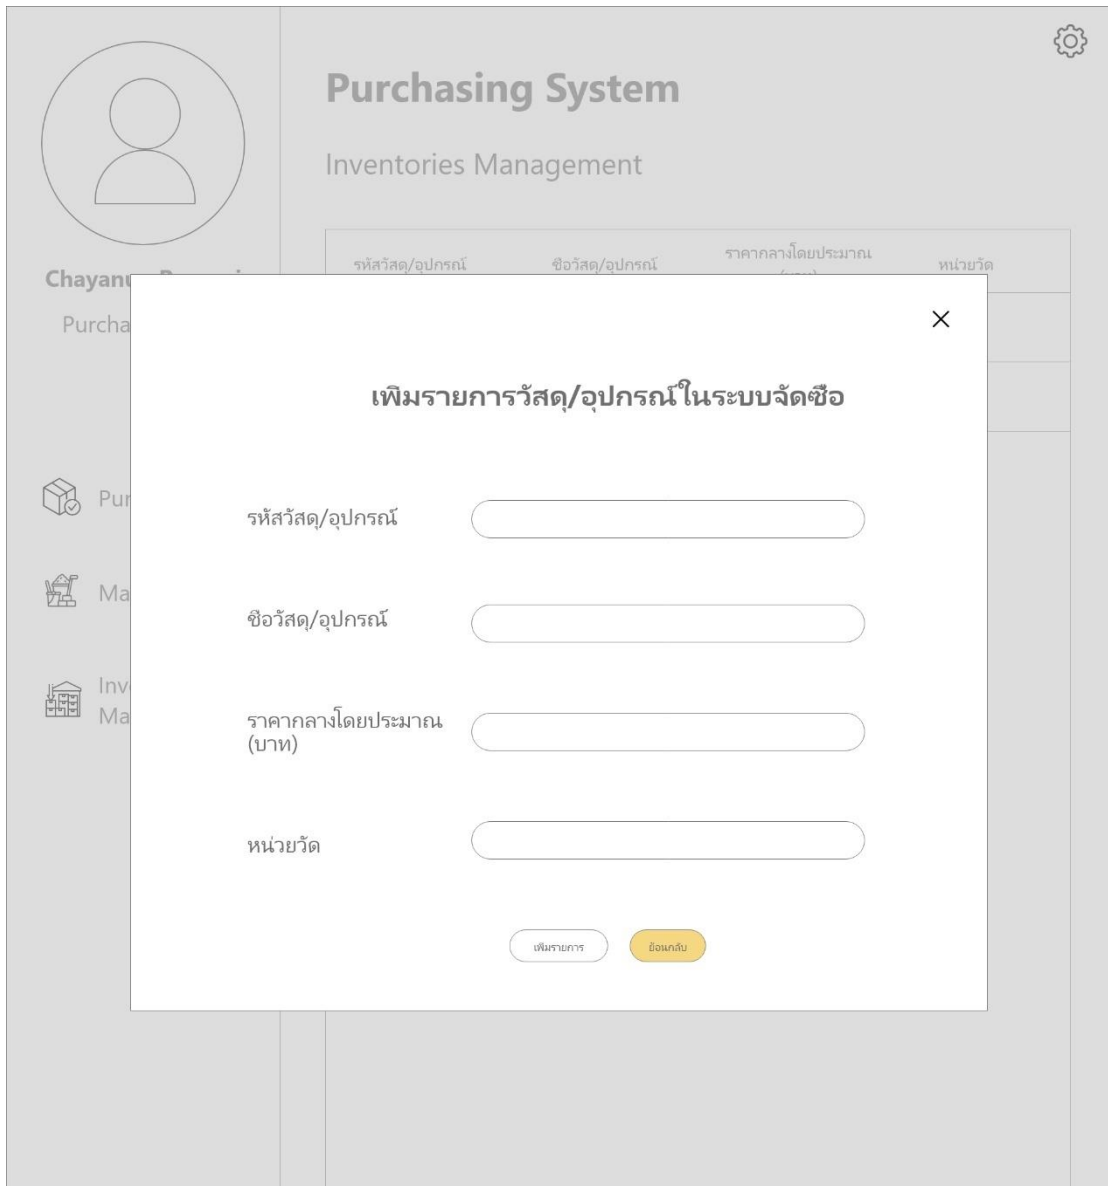 Purchasing System
Inventories Management
รหัสวัสดุ/อุปกรณ์
ชือวัสดุ/อุปกรณ์
ราคากลางโดยประมาณ
หน่วยวัด
เพิมรายการวัสดุ/อุปกรณ์ในระบบจัดซือ
รหัสวัสดุ/อุปกรณ์
ชือวัสดุ/อุปกรณ์
ราคากลางโดยประมาณ
(บาท)
หน่วยวัด
เพิมรายการ
ย้อนกลับ